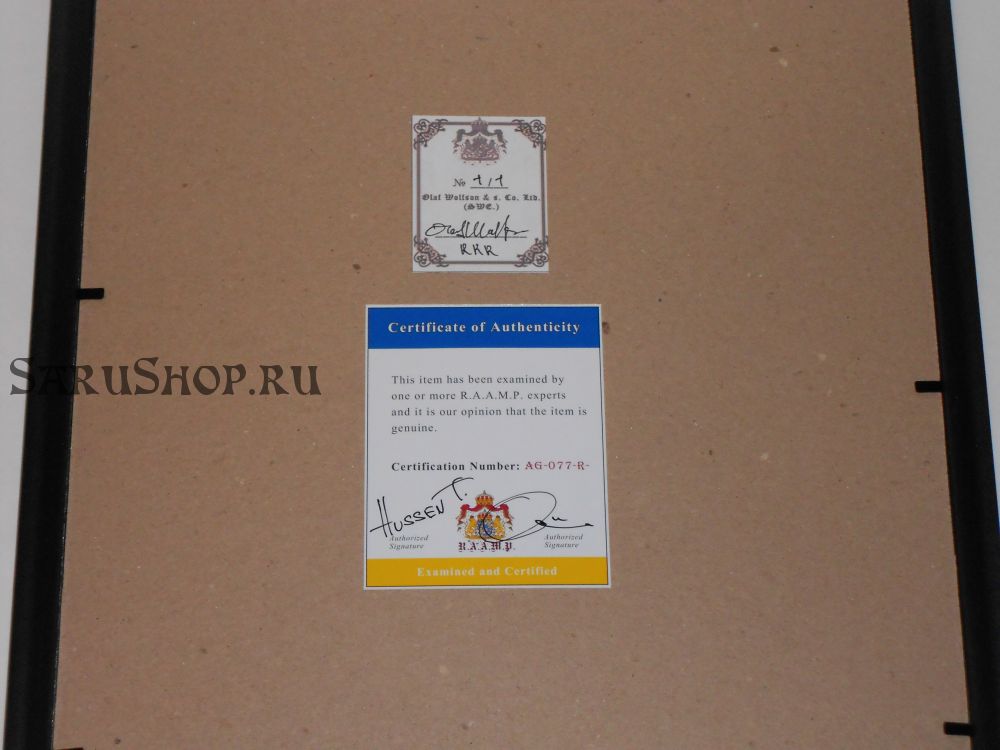 № 1/1
Olaf Wolfson & s. Co. Ltd.
(SWE.)
RRR
Certificate of Authenticity
SARUSHOP.RU
This item has been examined by
one or more R.A.A.M.P. experts
and it is our opinion that the item is
genuine.
Certification Number: AG-077-R-
HUSSEN T.
Authorized
Signature
R.A.A.M.P.
Authorized
Signature
Examined and Certified